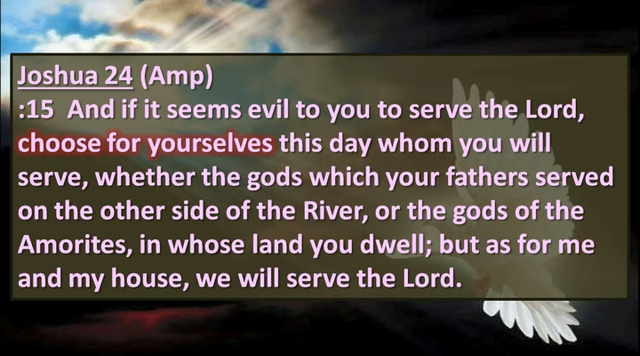 Joshua 24 (Amp)
:15  And if it seems evil to you to serve the Lord,
choose for yourselves this day whom you will
serve, whether the gods which your fathers served
on the other side of the River, or the gods of the
Amorites, in whose land you dwell; but as for me
and my house, we will serve the Lord.